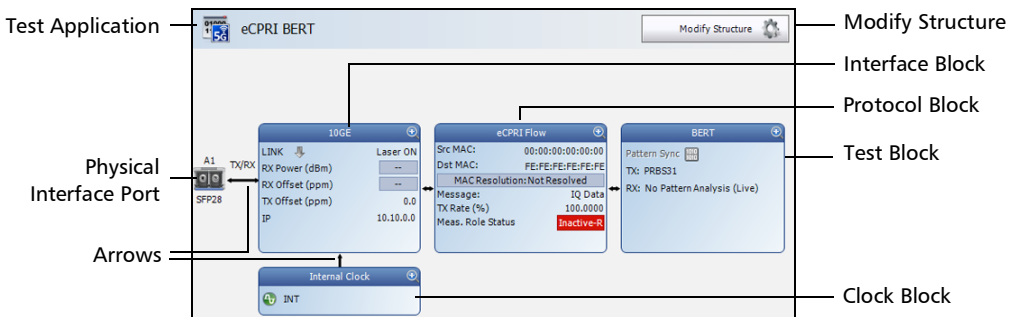 Test Application
eCPRI BERT
Modify Structure
Modify Structure
Interface Block
Protocol Block
Test Block
Physical
Interface Port
A1
TX/RX
SFP28
10GE
LINK
Laser ON
RX Power (dBm) --
RX Offset (ppm) --
TX Offset (ppm) 0.0
IP 10.10.0.0
eCPRI Flow
Src MAC: 00:00:00:00:00:00
Dst MAC: FE:FE:FE:FE:FE:FE
MAC Resolution:Not Resolved
Message: IQ Data
TX Rate (%) 100.0000
Meas. Role Status Inactive-R
BERT
Pattern Sync
TX: PRBS31
RX: No Pattern Analysis (Live)
Arrows
Internal Clock
INT
Clock Block